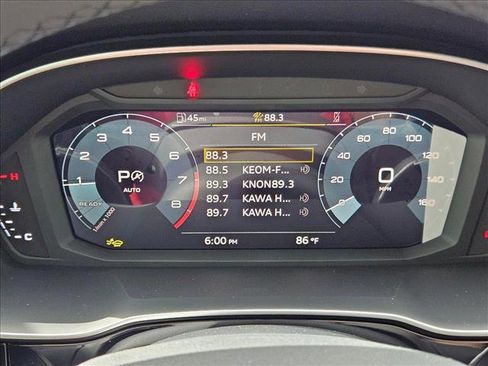 45mi FM 88.3
FM
88.3
88.5 KEOM-F...
89.3 KNON89.3
89.7 KAWA H...
89.7 KAWA H...
1 2 3 4 5 6 7 8
P A
AUTO
READY
1/min x 1000
0
MPH
0 20 40 60 80 100 120 140 160
6:00 PM 86 °F
H
C